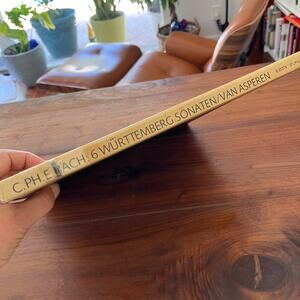 C.PH.E.BACH: 6 WÜRTTEMBERG.SONATEN/VAN ASPEREN